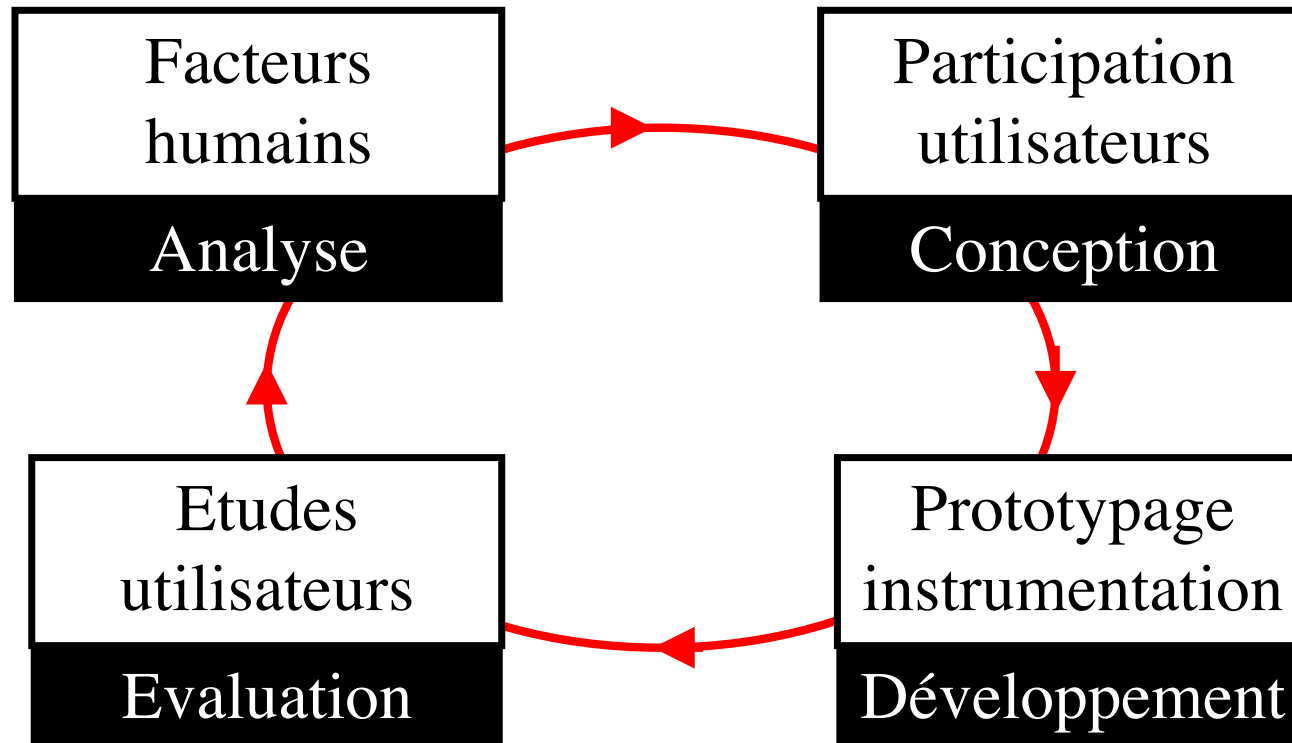 Facteurs
humains
Analyse
Participation
utilisateurs
Conception
Etudes
utilisateurs
Evaluation
Prototypage
instrumentation
Développement